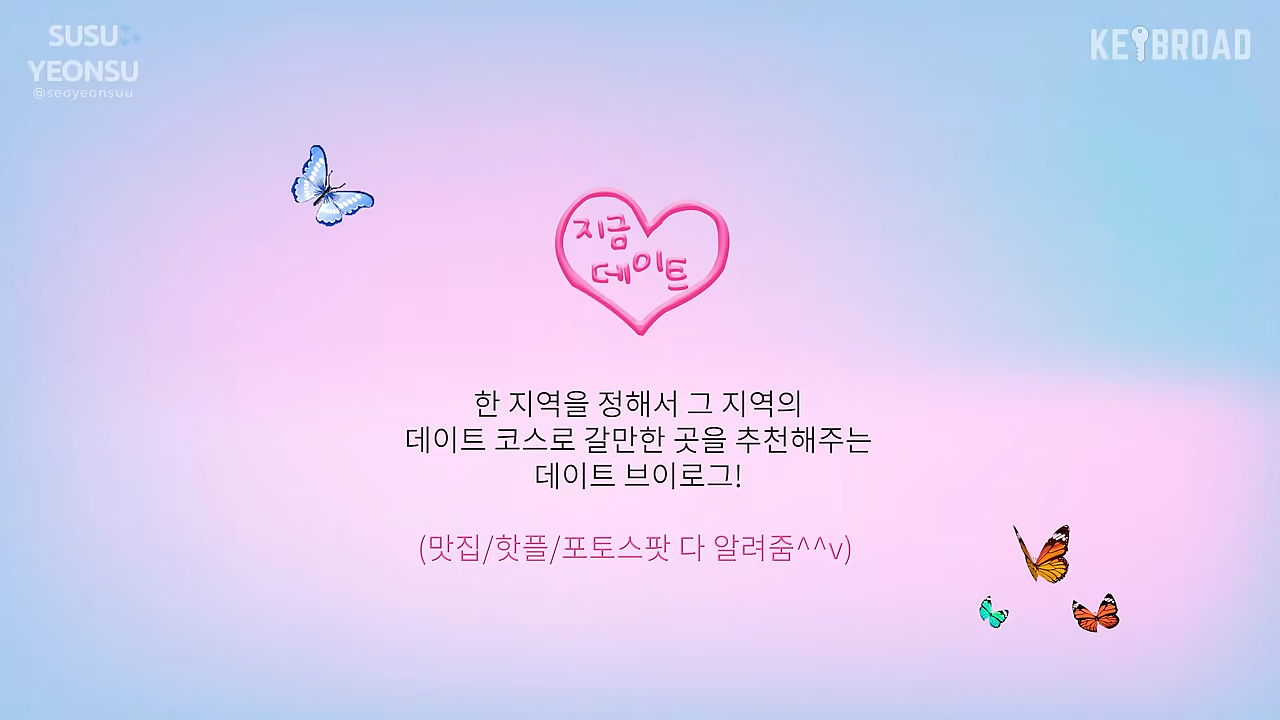 SUSU
YEONSU
@seoyeonsuu
KEYBROAD
지금
데이트
한 지역을 정해서 그 지역의
데이트 코스로 갈만한 곳을 추천해주는
데이트 브이로그!
(맛집/핫플/포토스팟 다 알려줌^^v)